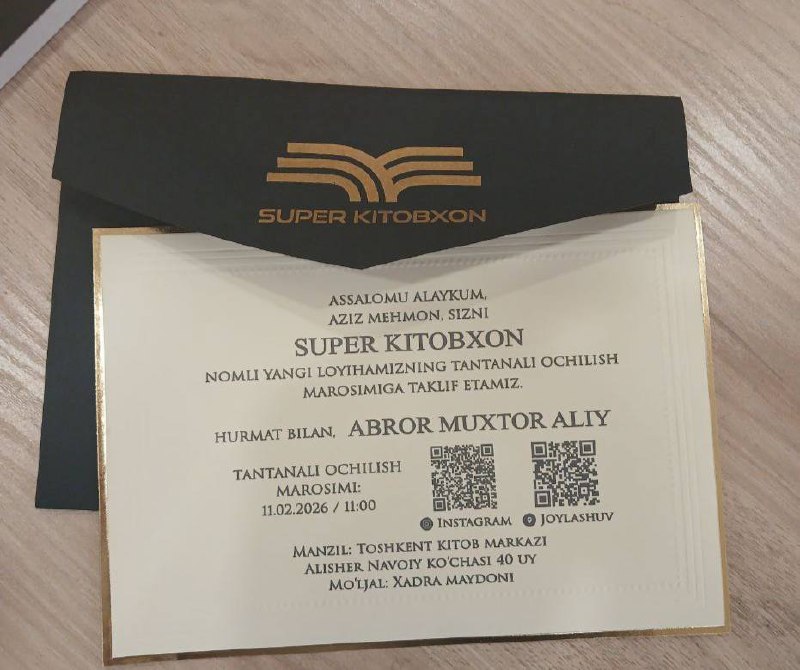 SUPER KITOBXON
ASSALOMU ALAYKUM,
AZIZ MEHMON, SIZNI
SUPER KITOBXON
NOMLI YANGI LOYIHAMIZNING TANTANALI OCHILISH
MAROSIMIGA TAKLIF ETAMIZ.
HURMAT BILAN, ABROR MUXTOR ALIY
TANTANALI OCHILISH
MAROSIMI:
11.02.2026 / 11:00
INSTAGRAM
JOYLASHUV
MANZIL: TOSHKENT KITOB MARKAZI
ALISHER NAVOIY KO'CHASI 40 UY
MO'LJAL: XADRA MAYDONI